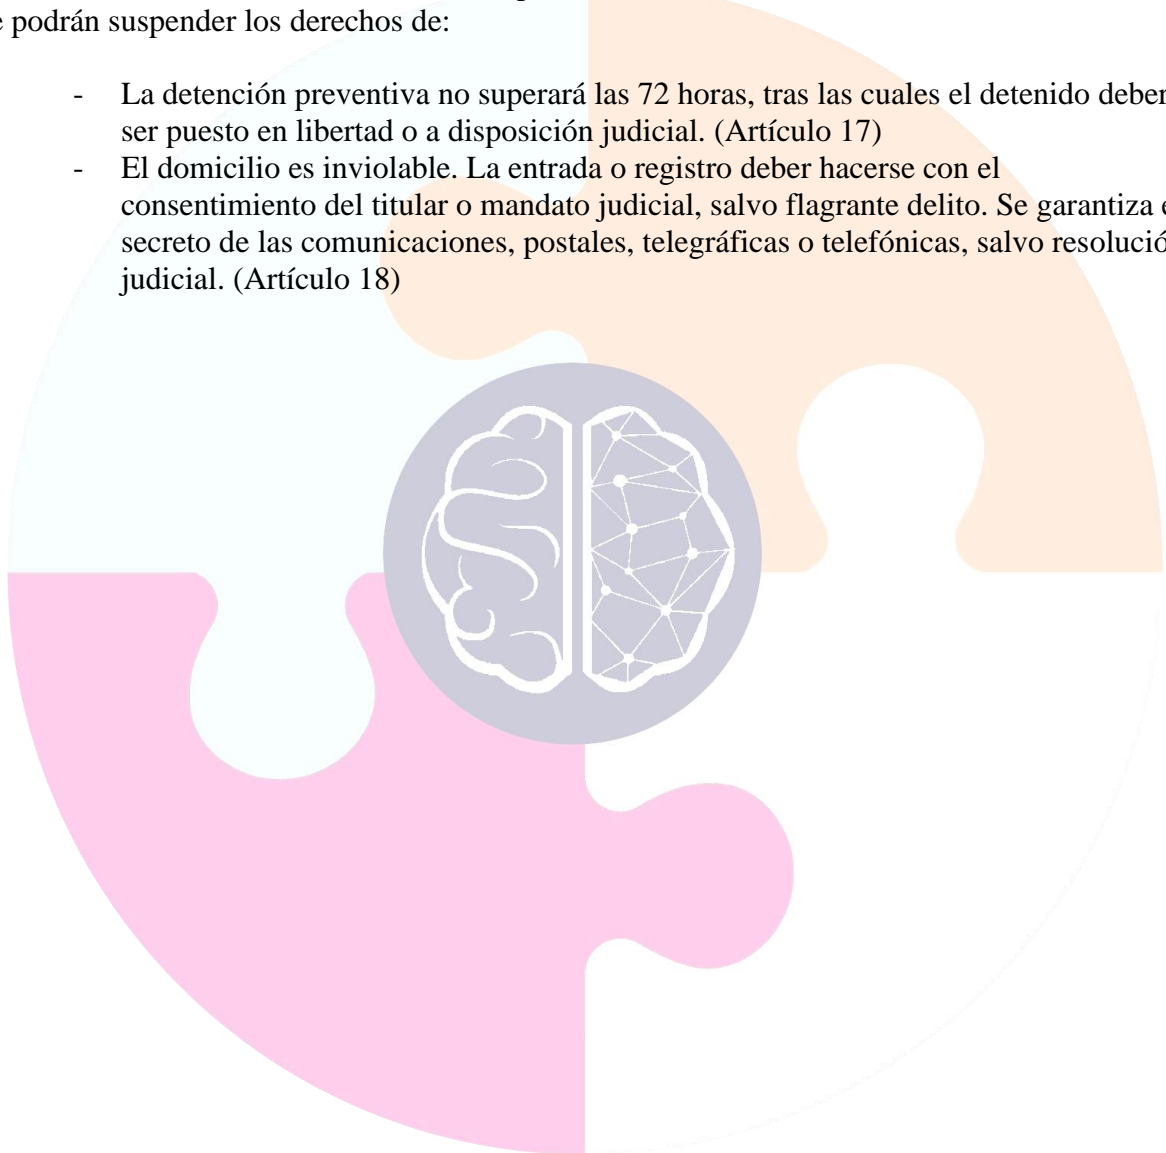 e podrán suspender los derechos de:
- La detención preventiva no superará las 72 horas, tras las cuales el detenido deber
ser puesto en libertad o a disposición judicial. (Artículo 17)
- El domicilio es inviolable. La entrada o registro deber hacerse con el
consentimiento del titular o mandato judicial, salvo flagrante delito. Se garantiza e
secreto de las comunicaciones, postales, telegráficas o telefónicas, salvo resolució
judicial. (Artículo 18)